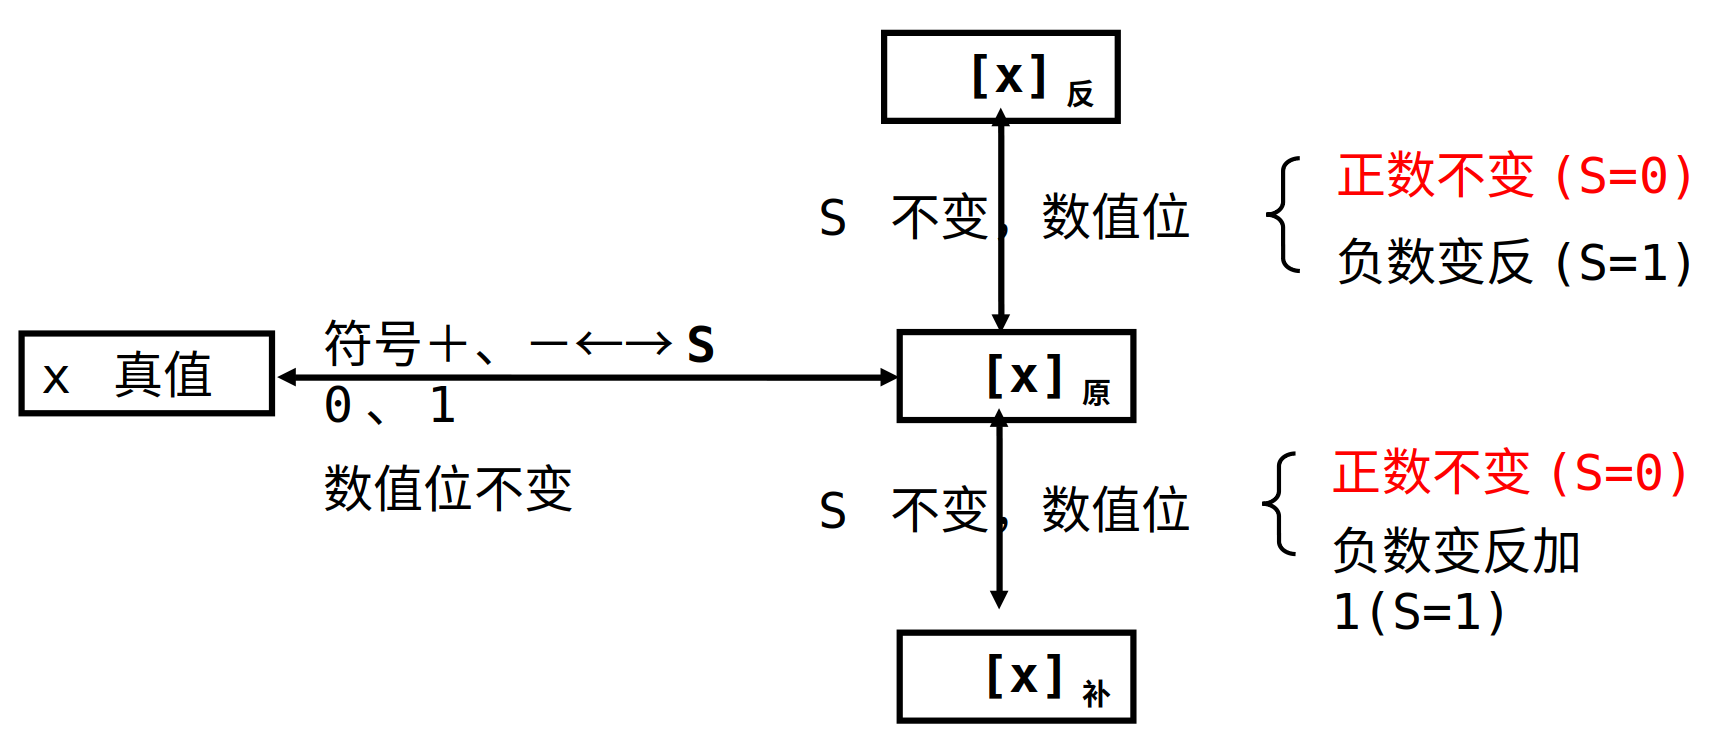 [x]反
S 不变，数值位
正数不变(S=0)
负数变反(S=1)
x 真值
符号＋、－←→S
0、1
数值位不变
[x]原
S 不变，数值位
正数不变(S=0)
负数变反加
1(S=1)
[x]补